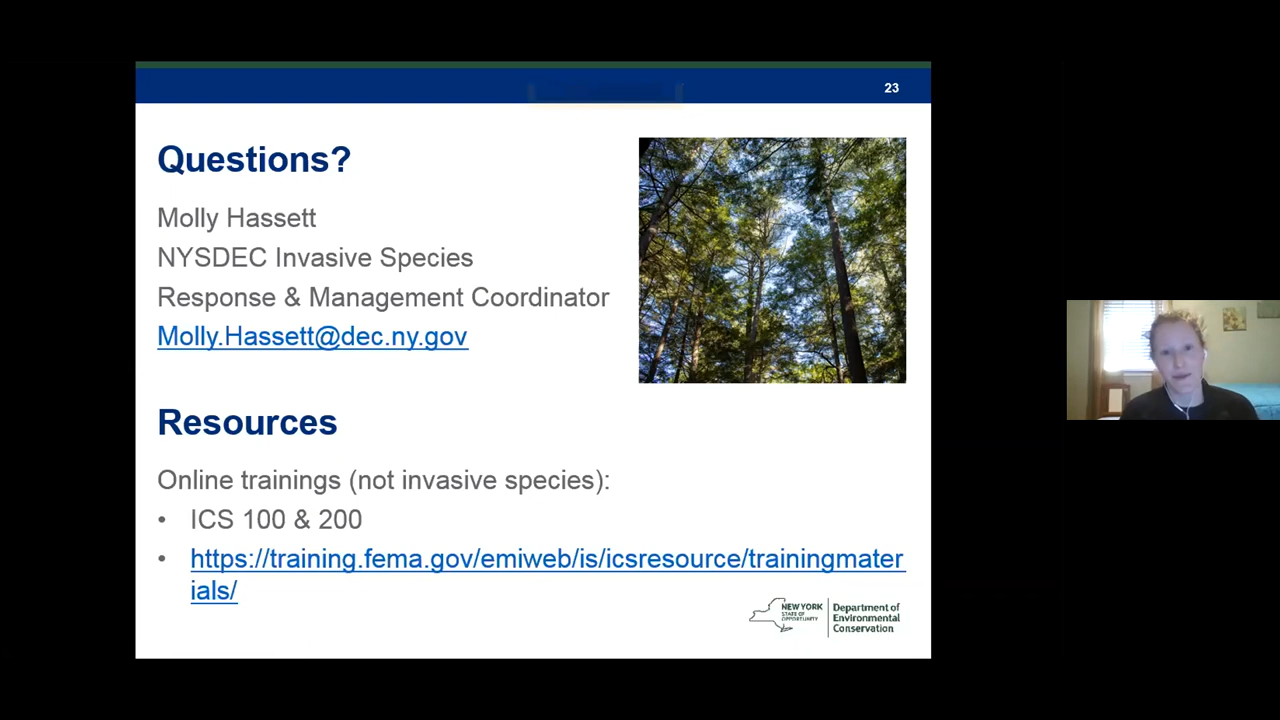 23
Questions?
Molly Hassett
NYSDEC Invasive Species
Response & Management Coordinator
Molly.Hassett@dec.ny.gov
Resources
Online trainings (not invasive species):
• ICS 100 & 200
• https://training.fema.gov/emiweb/is/icsresource/trainingmater
ials/
NEW YORK
STATE OF
OPPORTUNITY
Department of
Environmental
Conservation